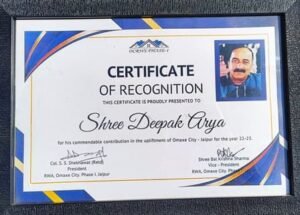 CERTIFICATE
OF RECOGNITION
THIS CERTIFICATE IS PROUDLY PRESENTED TO
Shree Deepak Arya
for his commendable contribution in the upliftment of Omaxe City - Jaipur for the year 22-23.
Col. S. S. Shekhawat (Retd)
President
RWA, Omaxe City, Phase I, Jaipur
Shree Bal Krishna Sharma
Vice - President
RWA, Omaxe City, Phase I, Jaipur